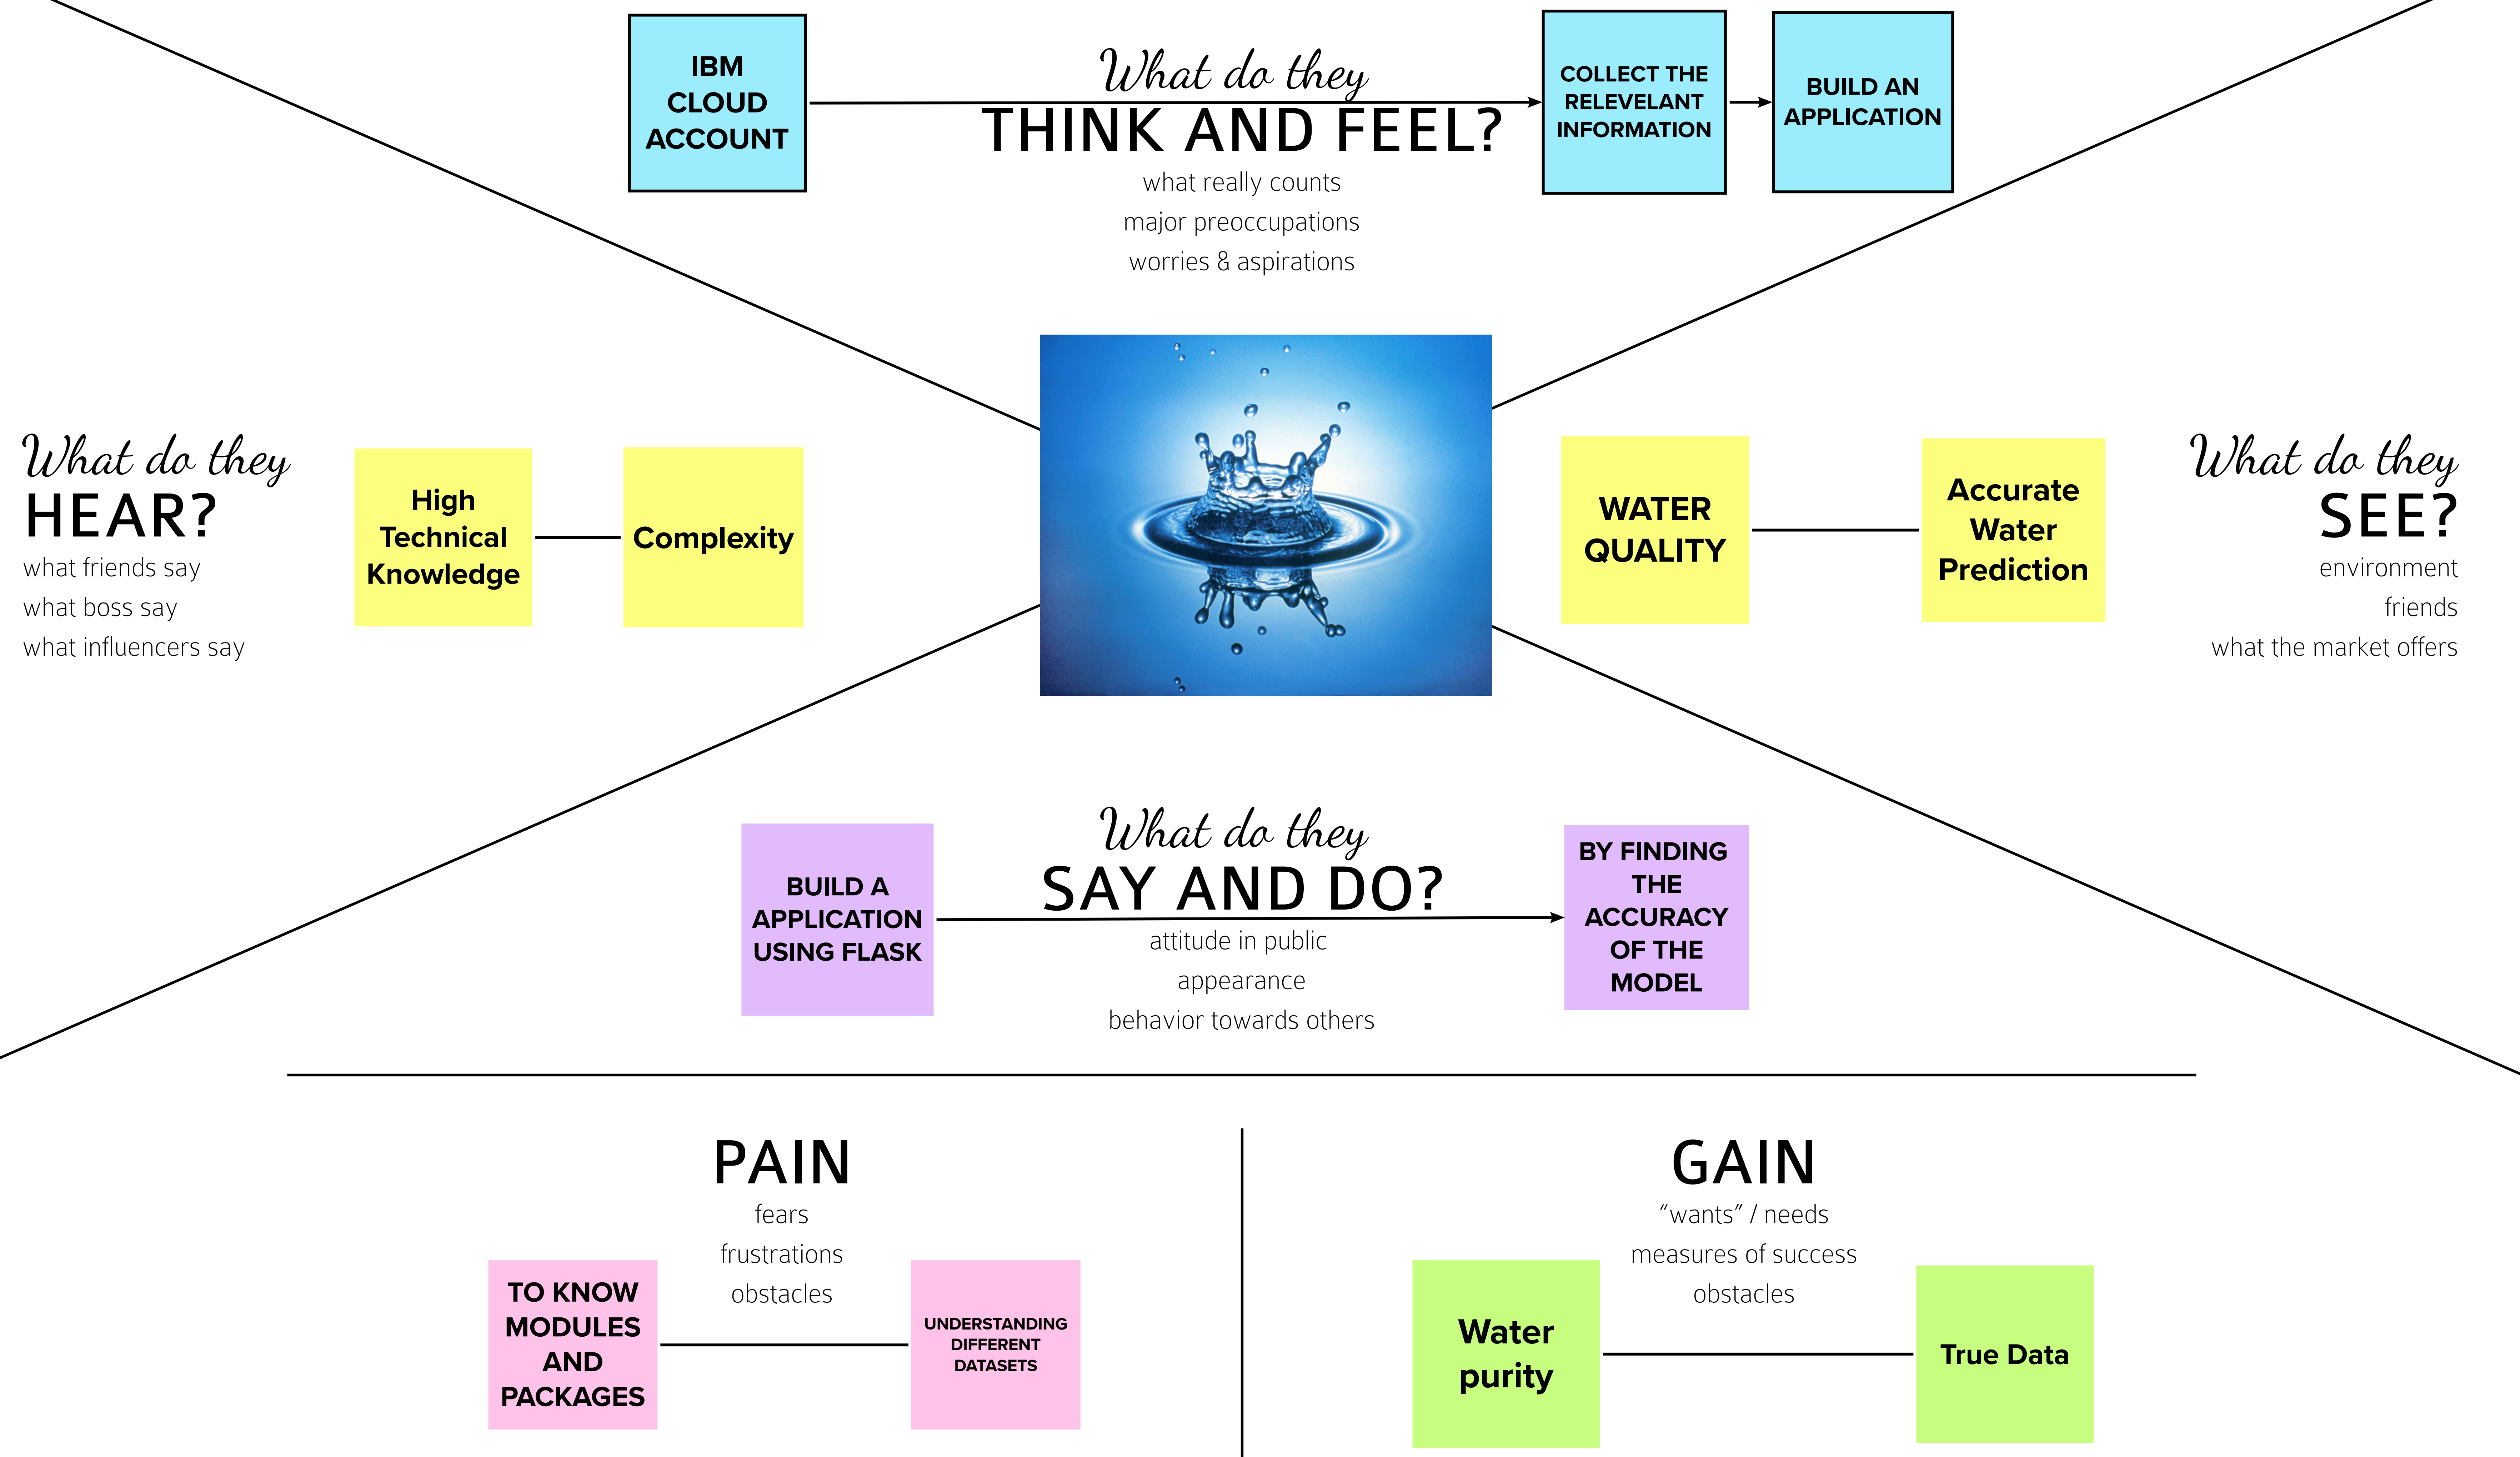 IBM
CLOUD
ACCOUNT
What do they
THINK AND FEEL?
what really counts
major preoccupations
worries & aspirations
COLLECT THE
RELEVELANT
INFORMATION
BUILD AN
APPLICATION
What do they
HEAR?
what friends say
what boss say
what influencers say
High
Technical
Knowledge
Complexity
WATER
QUALITY
Accurate
Water
Prediction
What do they
SEE?
environment
friends
what the market offers
BUILD A
APPLICATION
USING FLASK
What do they
SAY AND DO?
attitude in public
appearance
behavior towards others
BY FINDING
THE
ACCURACY
OF THE
MODEL
PAIN
fears
frustrations
obstacles
TO KNOW
MODULES
AND
PACKAGES
UNDERSTANDING
DIFFERENT
DATASETS
GAIN
“wants” / needs
measures of success
obstacles
Water
purity
True Data